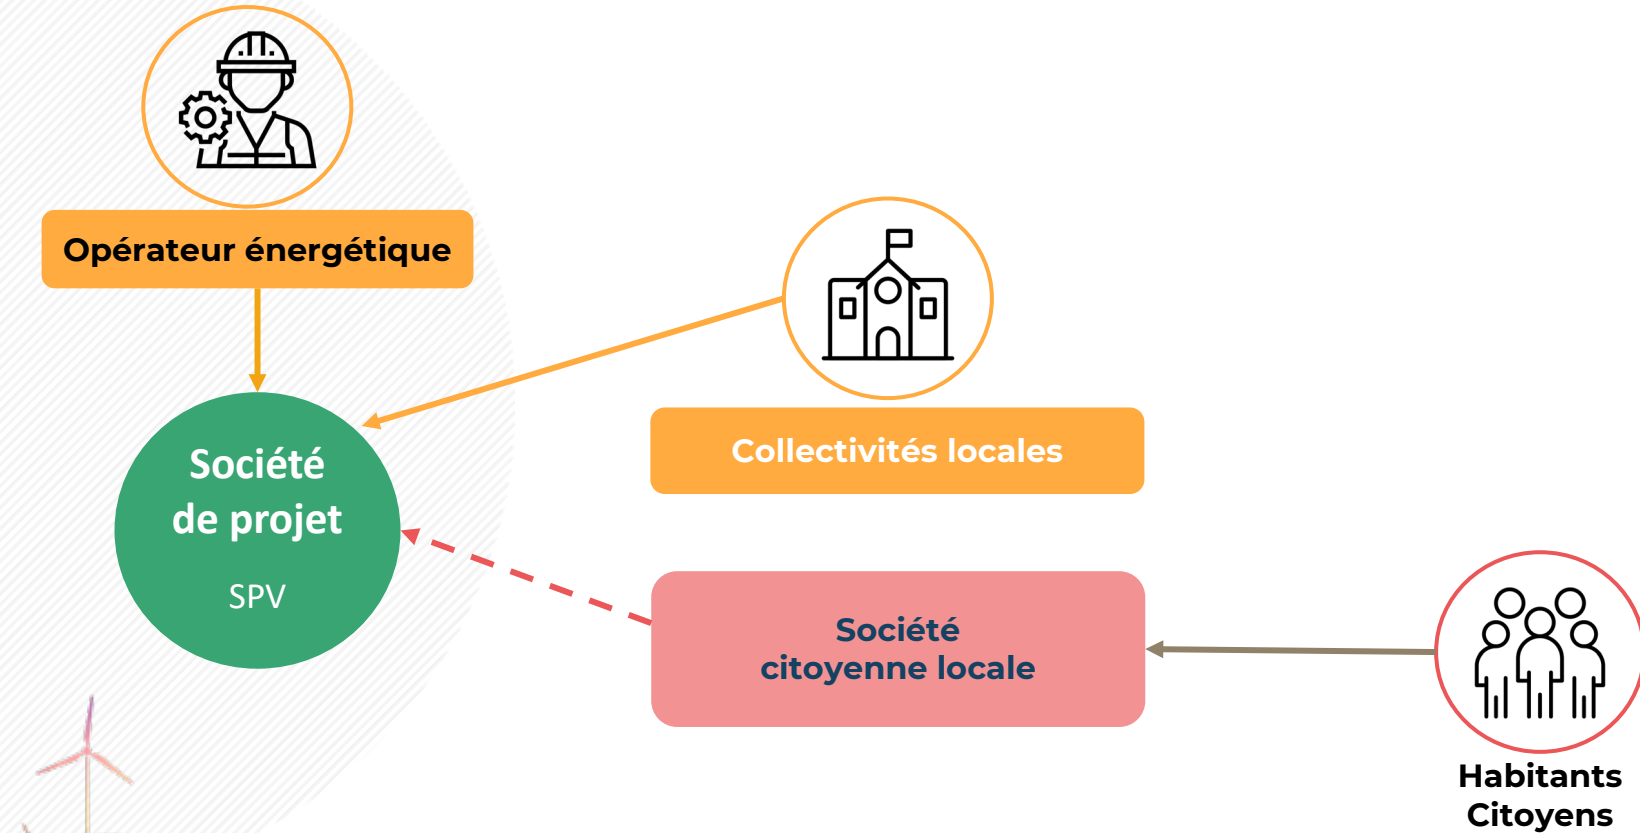 Opérateur énergétique
Collectivités locales
Société
de projet
SPV
Société
citoyenne locale
Habitants
Citoyens